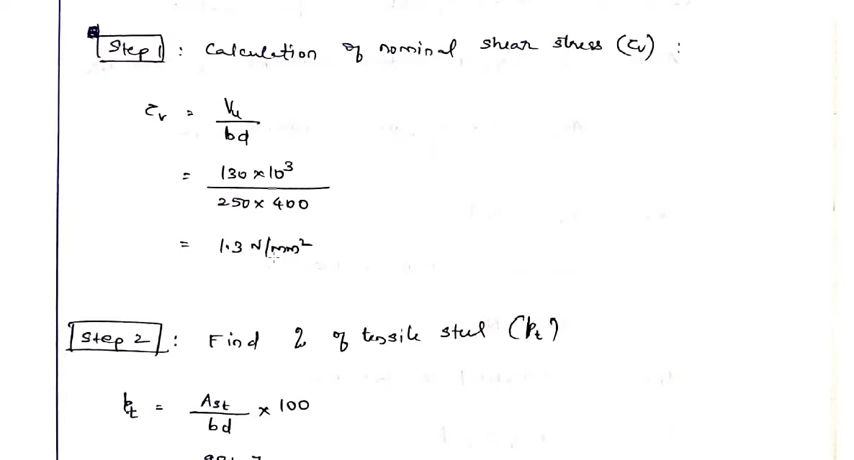 Step 1 : Calculation of nominal shear stress (τv) :
τv = Vu / bd
= 130 × 10³ / 250 × 400
= 1.3 N/mm²
Step 2 : Find % of tensile steel (Pt)
Pt = Ast / bd × 100